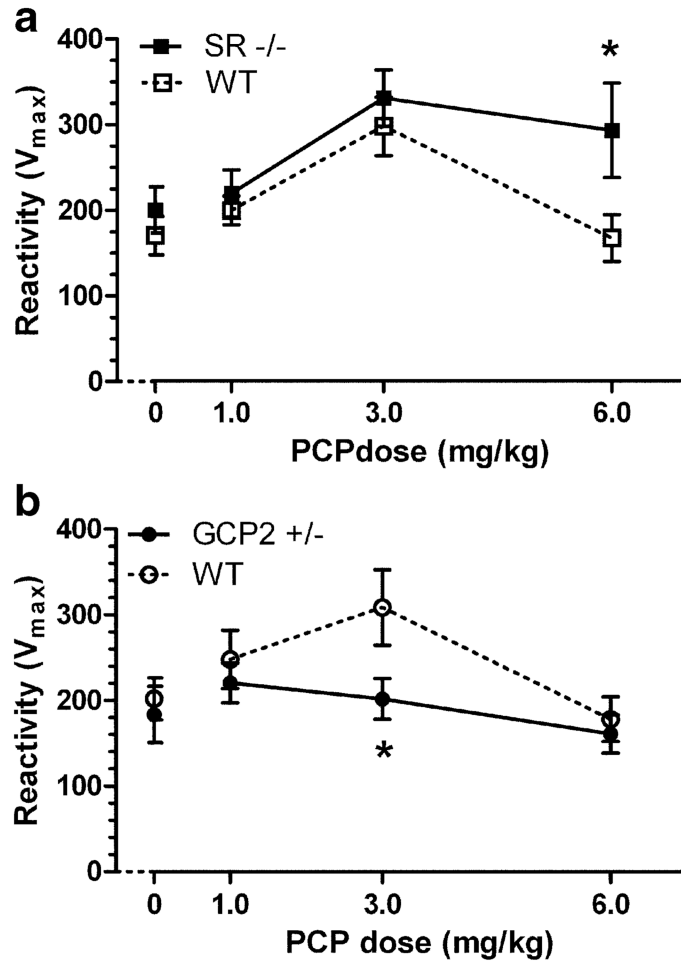 a
400
SR -/-
WT
*
300
200
100
0
Reactivity (Vmax)
0 1.0 3.0 6.0
PCPdose (mg/kg)
b
400
GCP2 +/-
WT
300
200
*
100
0
Reactivity (Vmax)
0 1.0 3.0 6.0
PCP dose (mg/kg)